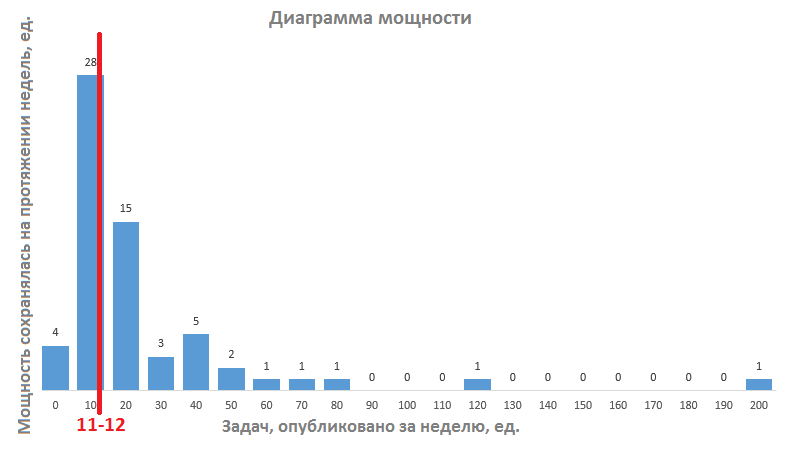 Диаграмма мощности
Мощность сохранялась на протяжении недель, ед.
4 28 15 3 5 2 1 1 1 0 0 0 1 0 0 0 0 0 0 0 1
0 10 20 30 40 50 60 70 80 90 100 110 120 130 140 150 160 170 180 190 200
11-12
Задач, опубликовано за неделю, ед.